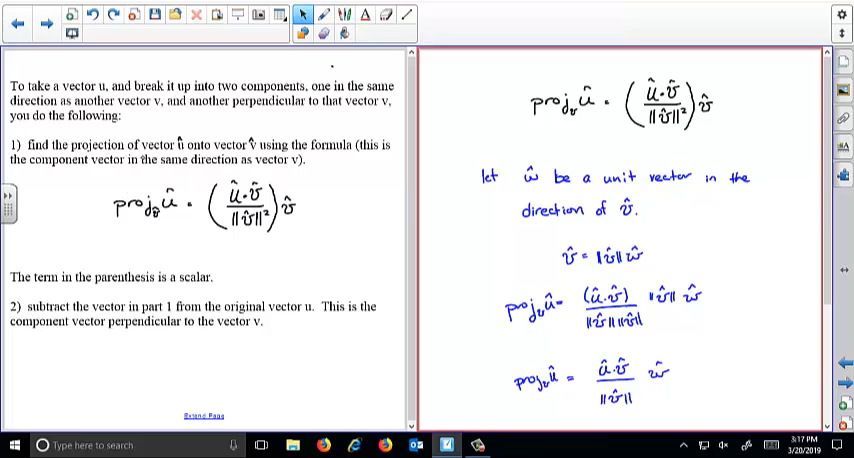 To take a vector u, and break it up into two components, one in the same
direction as another vector v, and another perpendicular to that vector v,
you do the following:
1) find the projection of vector û onto vector v̂ using the formula (this is
the component vector in the same direction as vector v).
proj_v̂ û = (û·v̂ / ||v̂||²) v̂
The term in the parenthesis is a scalar.
2) subtract the vector in part 1 from the original vector u. This is the
component vector perpendicular to the vector v.
Extend Page
proj_v û = (û·v̂ / ||v̂||²) v̂
let ŵ be a unit vector in the
direction of v̂.
v̂ = ||v̂|| ŵ
proj_v û = (û·v̂) / ||v̂|| ||v̂|| ||v̂|| ŵ
proj_v û = û·v̂ / ||v̂|| ŵ
Type here to search
3:17 PM
3/20/2019